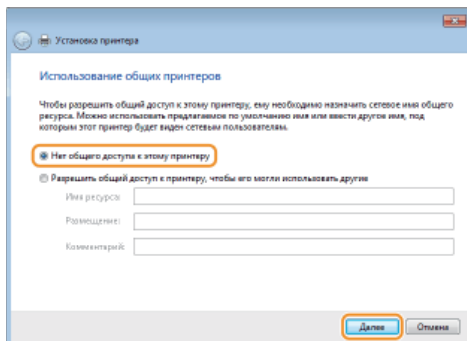 Установка принтера
Использование общих принтеров
Чтобы разрешить общий доступ к этому принтеру, ему необходимо назначить сетевое имя общего
ресурса. Можно использовать предлагаемое по умолчанию имя или ввести другое имя, под
которым этот принтер будет виден сетевым пользователям.
Нет общего доступа к этому принтеру
Разрешить общий доступ к принтеру, чтобы его могли использовать другие
Имя ресурса:
Размещение:
Комментарий:
Далее Отмена